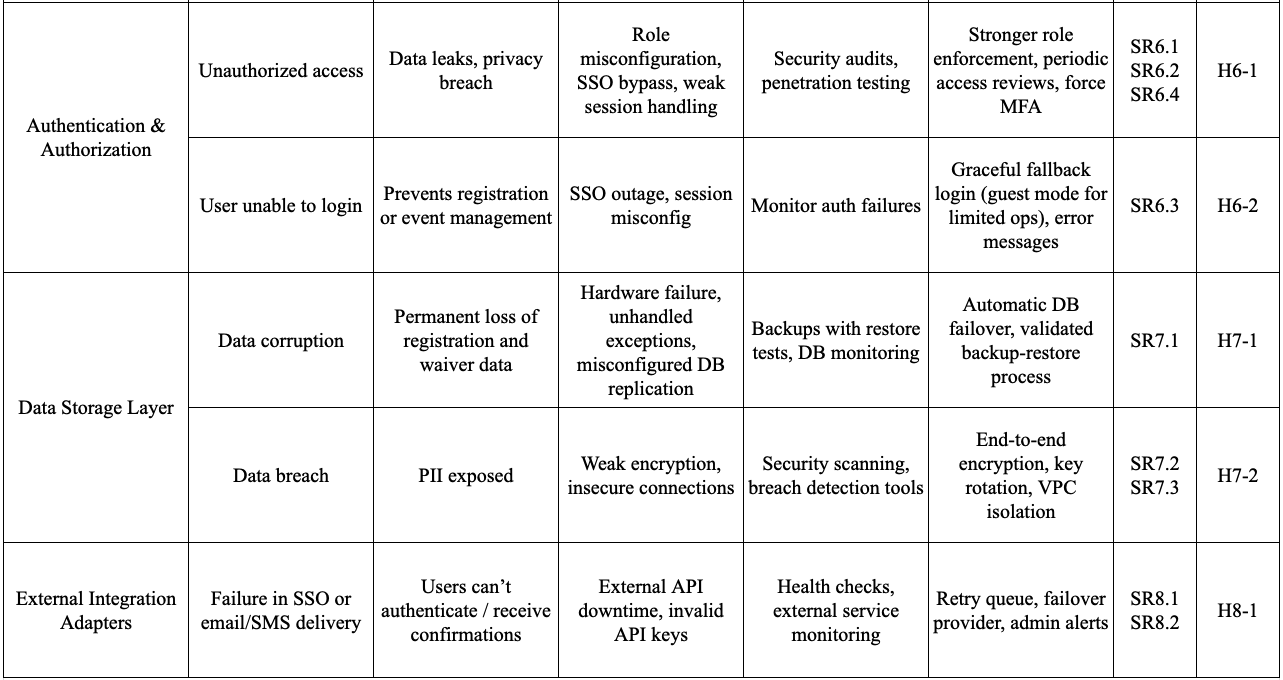 Authentication &
Authorization
Unauthorized access
Data leaks, privacy
breach
Role
misconfiguration,
SSO bypass, weak
session handling
Security audits,
penetration testing
Stronger role
enforcement, periodic
access reviews, force
MFA
SR6.1
SR6.2
SR6.4
H6-1
User unable to login
Prevents registration
or event management
SSO outage, session
misconfig
Monitor auth failures
Graceful fallback
login (guest mode for
limited ops), error
messages
SR6.3
H6-2
Data Storage Layer
Data corruption
Permanent loss of
registration and
waiver data
Hardware failure,
unhandled
exceptions,
misconfigured DB
replication
Backups with restore
tests, DB monitoring
Automatic DB
failover, validated
backup-restore
process
SR7.1
H7-1
Data breach
PII exposed
Weak encryption,
insecure connections
Security scanning,
breach detection tools
End-to-end
encryption, key
rotation, VPC
isolation
SR7.2
SR7.3
H7-2
External Integration
Adapters
Failure in SSO or
email/SMS delivery
Users can’t
authenticate / receive
confirmations
External API
downtime, invalid
API keys
Health checks,
external service
monitoring
Retry queue, failover
provider, admin alerts
SR8.1
SR8.2
H8-1